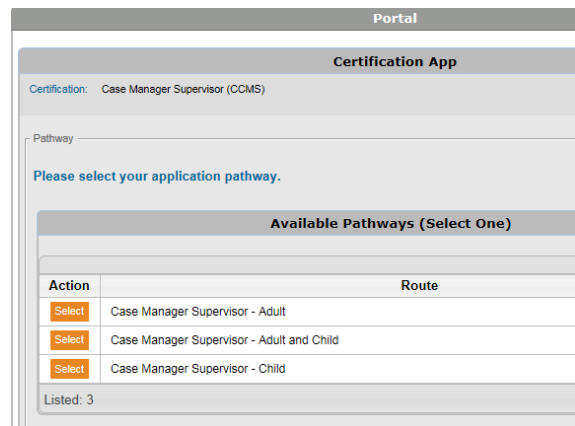 Portal
Certification App
Certification: Case Manager Supervisor (CCMS)
Pathway
Please select your application pathway.
Available Pathways (Select One)
Action Route
Select Case Manager Supervisor - Adult
Select Case Manager Supervisor - Adult and Child
Select Case Manager Supervisor - Child
Listed: 3